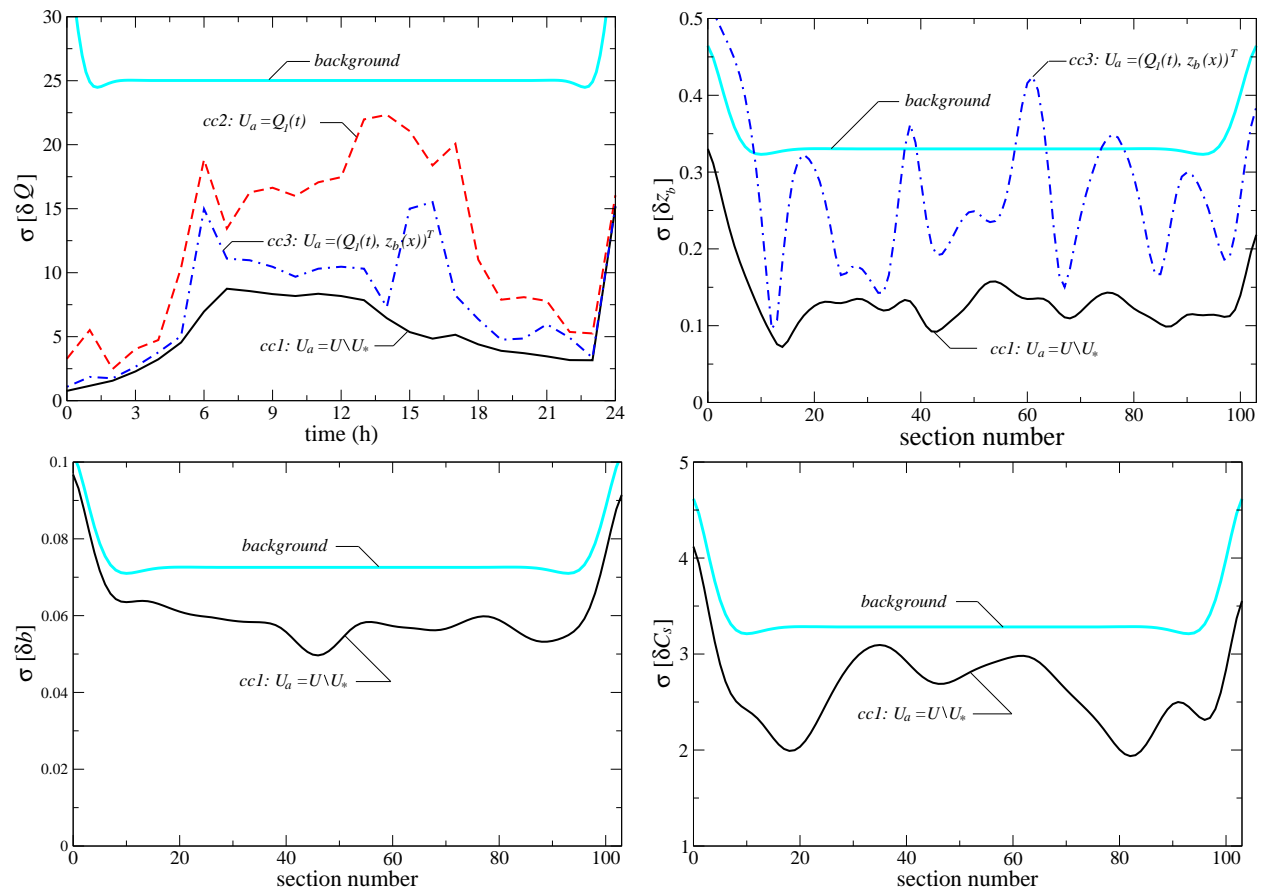 30
25
20
15
10
5
0
σ [δQ]
background
cc2: U_a = Q_1(t)
cc3: U_a = (Q_1(t), z_b(x))^T
cc1: U_a = U\U_*
0 3 6 9 12 15 18 21 24
time (h)
0.5
0.4
0.3
0.2
0.1
0
σ [δz_b]
cc3: U_a = (Q_1(t), z_b(x))^T
background
cc1: U_a = U\U_*
0 20 40 60 80 100
section number
0.1
0.08
0.06
0.04
0.02
0
σ [δb]
background
cc1: U_a = U\U_*
0 20 40 60 80 100
section number
5
4
3
2
1
σ [δC_s]
background
cc1: U_a = U\U_*
0 20 40 60 80 100
section number